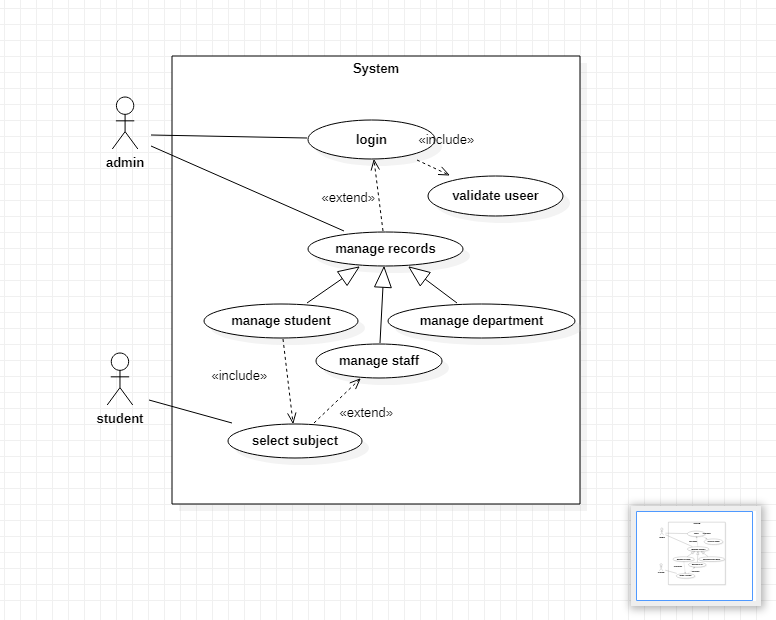 System
login
«include»
admin
validate useer
«extend»
manage records
manage student
manage department
manage staff
«include»
«extend»
student
select subject